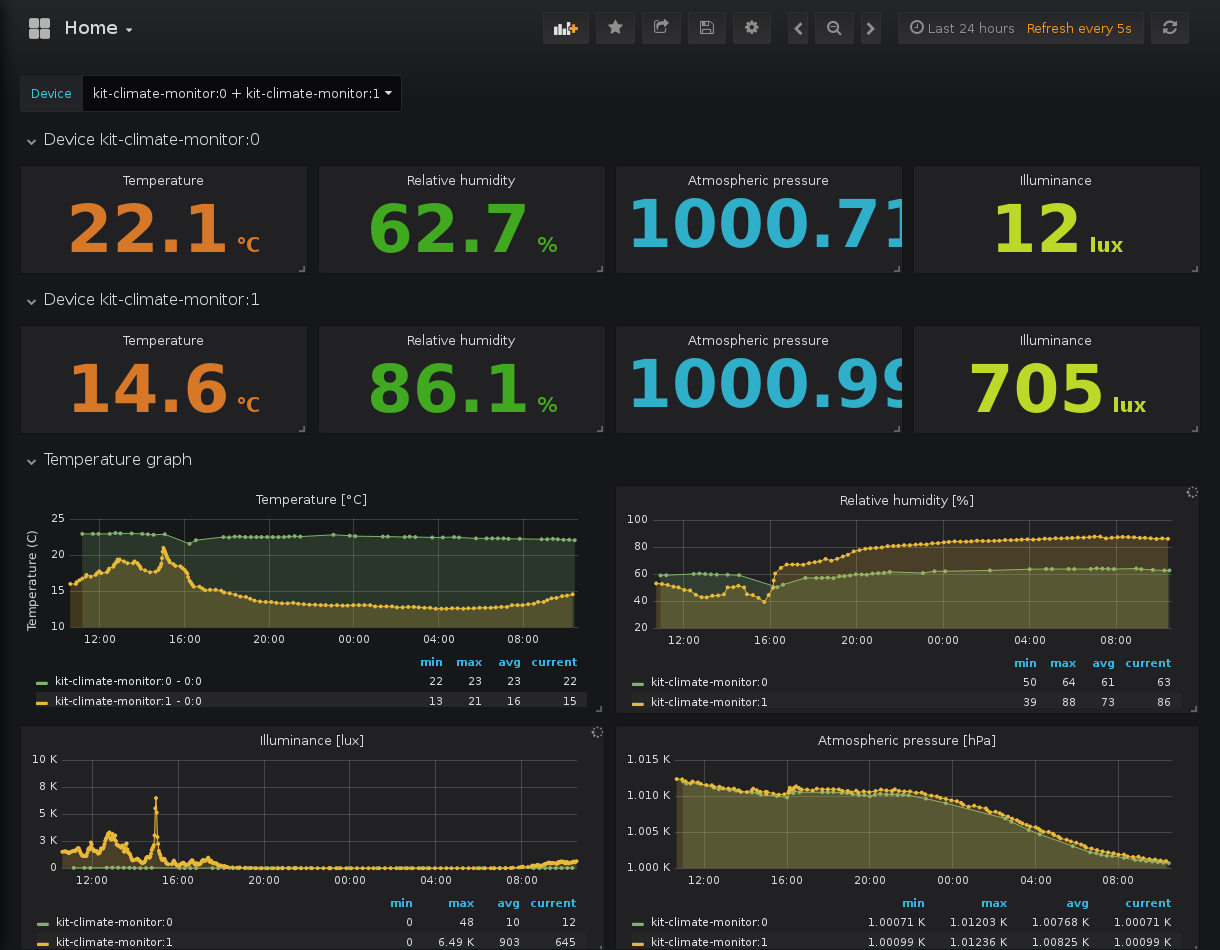 Home
Last 24 hours Refresh every 5s
Device kit-climate-monitor:0 + kit-climate-monitor:1
Device kit-climate-monitor:0
Temperature Relative humidity Atmospheric pressure Illuminance
22.1 °C 62.7 % 1000.71 12 lux
Device kit-climate-monitor:1
Temperature Relative humidity Atmospheric pressure Illuminance
14.6 °C 86.1 % 1000.99 705 lux
Temperature graph
Temperature [°C]
Temperature (C)
25
20
15
10
12:00 16:00 20:00 00:00 04:00 08:00
min max avg current
kit-climate-monitor:0 - 0:0 22 23 23 22
kit-climate-monitor:1 - 0:0 13 21 16 15
Relative humidity [%]
100
80
60
40
20
12:00 16:00 20:00 00:00 04:00 08:00
min max avg current
kit-climate-monitor:0 50 64 61 63
kit-climate-monitor:1 39 88 73 86
Illuminance [lux]
10 K
8 K
5 K
3 K
0
12:00 16:00 20:00 00:00 04:00 08:00
min max avg current
kit-climate-monitor:0 0 48 10 12
kit-climate-monitor:1 0 6.49 K 903 645
Atmospheric pressure [hPa]
1.015 K
1.010 K
1.005 K
1.000 K
12:00 16:00 20:00 00:00 04:00 08:00
min max avg current
kit-climate-monitor:0 1.00071 K 1.01203 K 1.00768 K 1.00071 K
kit-climate-monitor:1 1.00099 K 1.01236 K 1.00825 K 1.00099 K